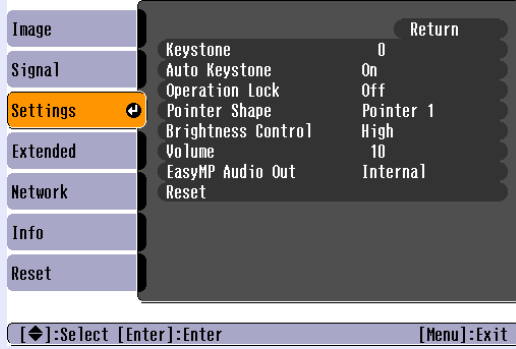 Image
Signal
Settings
Extended
Network
Info
Reset
Return
Keystone 0
Auto Keystone On
Operation Lock Off
Pointer Shape Pointer 1
Brightness Control High
Volume 10
EasyMP Audio Out Internal
Reset
[◆]:Select [Enter]:Enter [Menu]:Exit